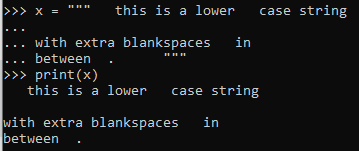 >>> x = """   this is a lower   case string
...
... with extra blankspaces   in
... between  .      """
>>> print(x)
   this is a lower   case string

with extra blankspaces   in
between  .